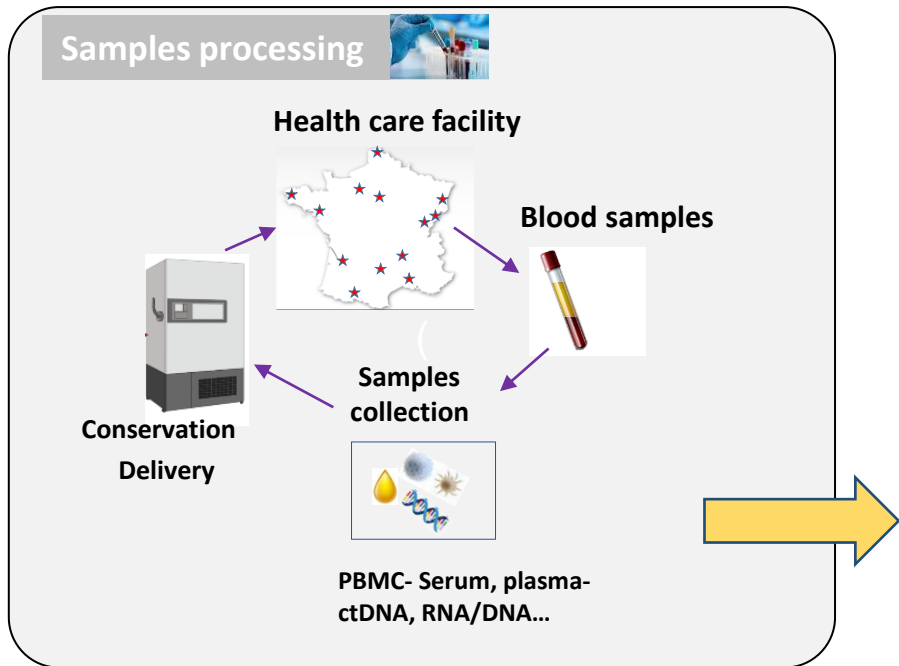 Samples processing
Health care facility
Blood samples
Samples
collection
Conservation
Delivery
PBMC- Serum, plasma-
ctDNA, RNA/DNA…